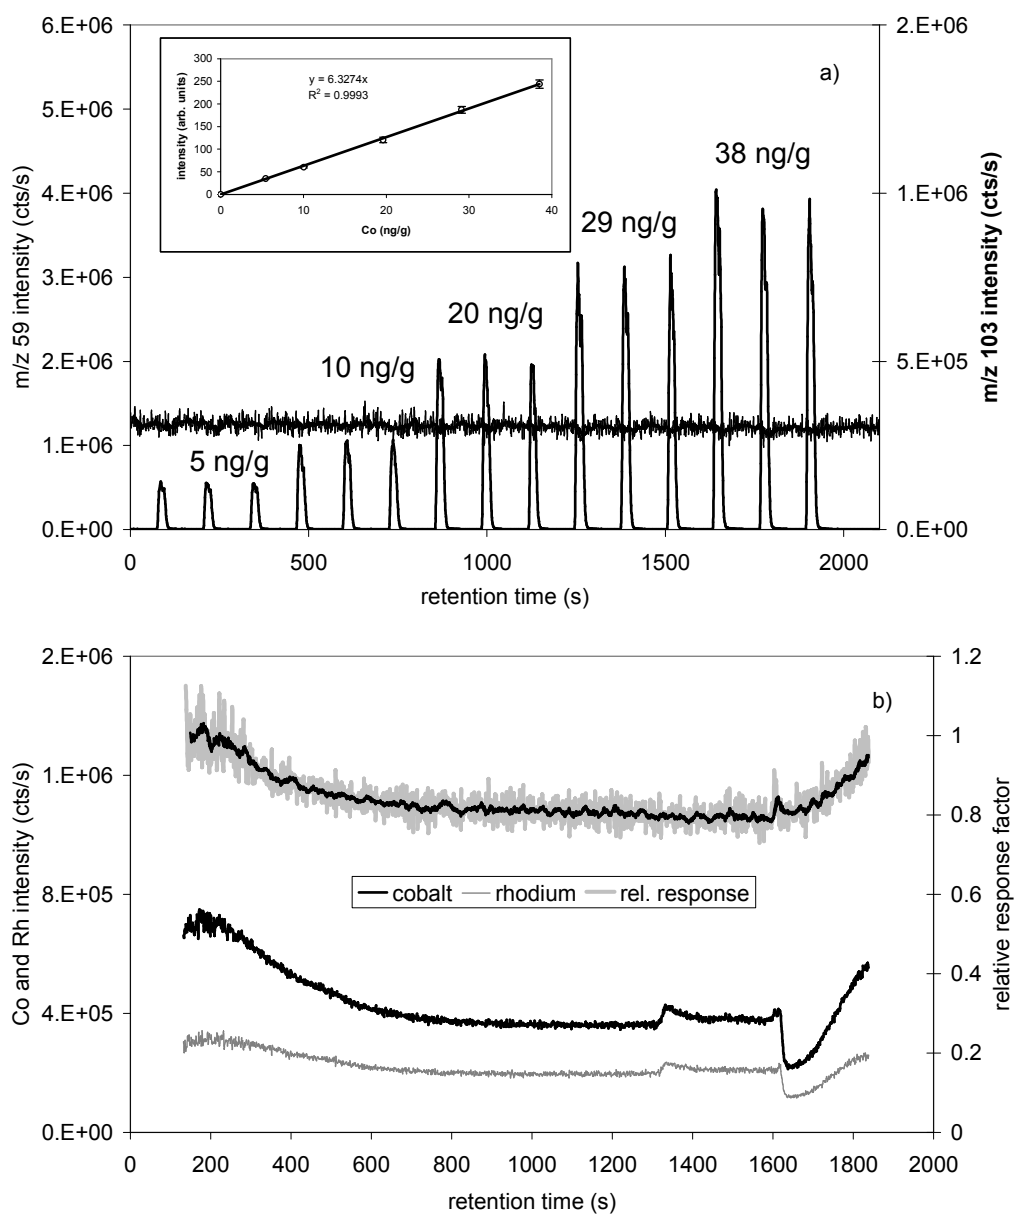 6.E+06
5.E+06
4.E+06
3.E+06
2.E+06
1.E+06
0.E+00
m/z 59 intensity (cts/s)
2.E+06
1.E+06
5.E+05
0.E+00
m/z 103 intensity (cts/s)
a)
300
250
200
150
100
50
0
intensity (arb. units)
y = 6.3274x
R² = 0.9993
0 10 20 30 40
Co (ng/g)
38 ng/g
29 ng/g
20 ng/g
10 ng/g
5 ng/g
0 500 1000 1500 2000
retention time (s)
2.E+06
1.E+06
8.E+05
4.E+05
0.E+00
Co and Rh intensity (cts/s)
1.2
1
0.8
0.6
0.4
0.2
0
relative response factor
b)
cobalt rhodium rel. response
0 200 400 600 800 1000 1200 1400 1600 1800 2000
retention time (s)